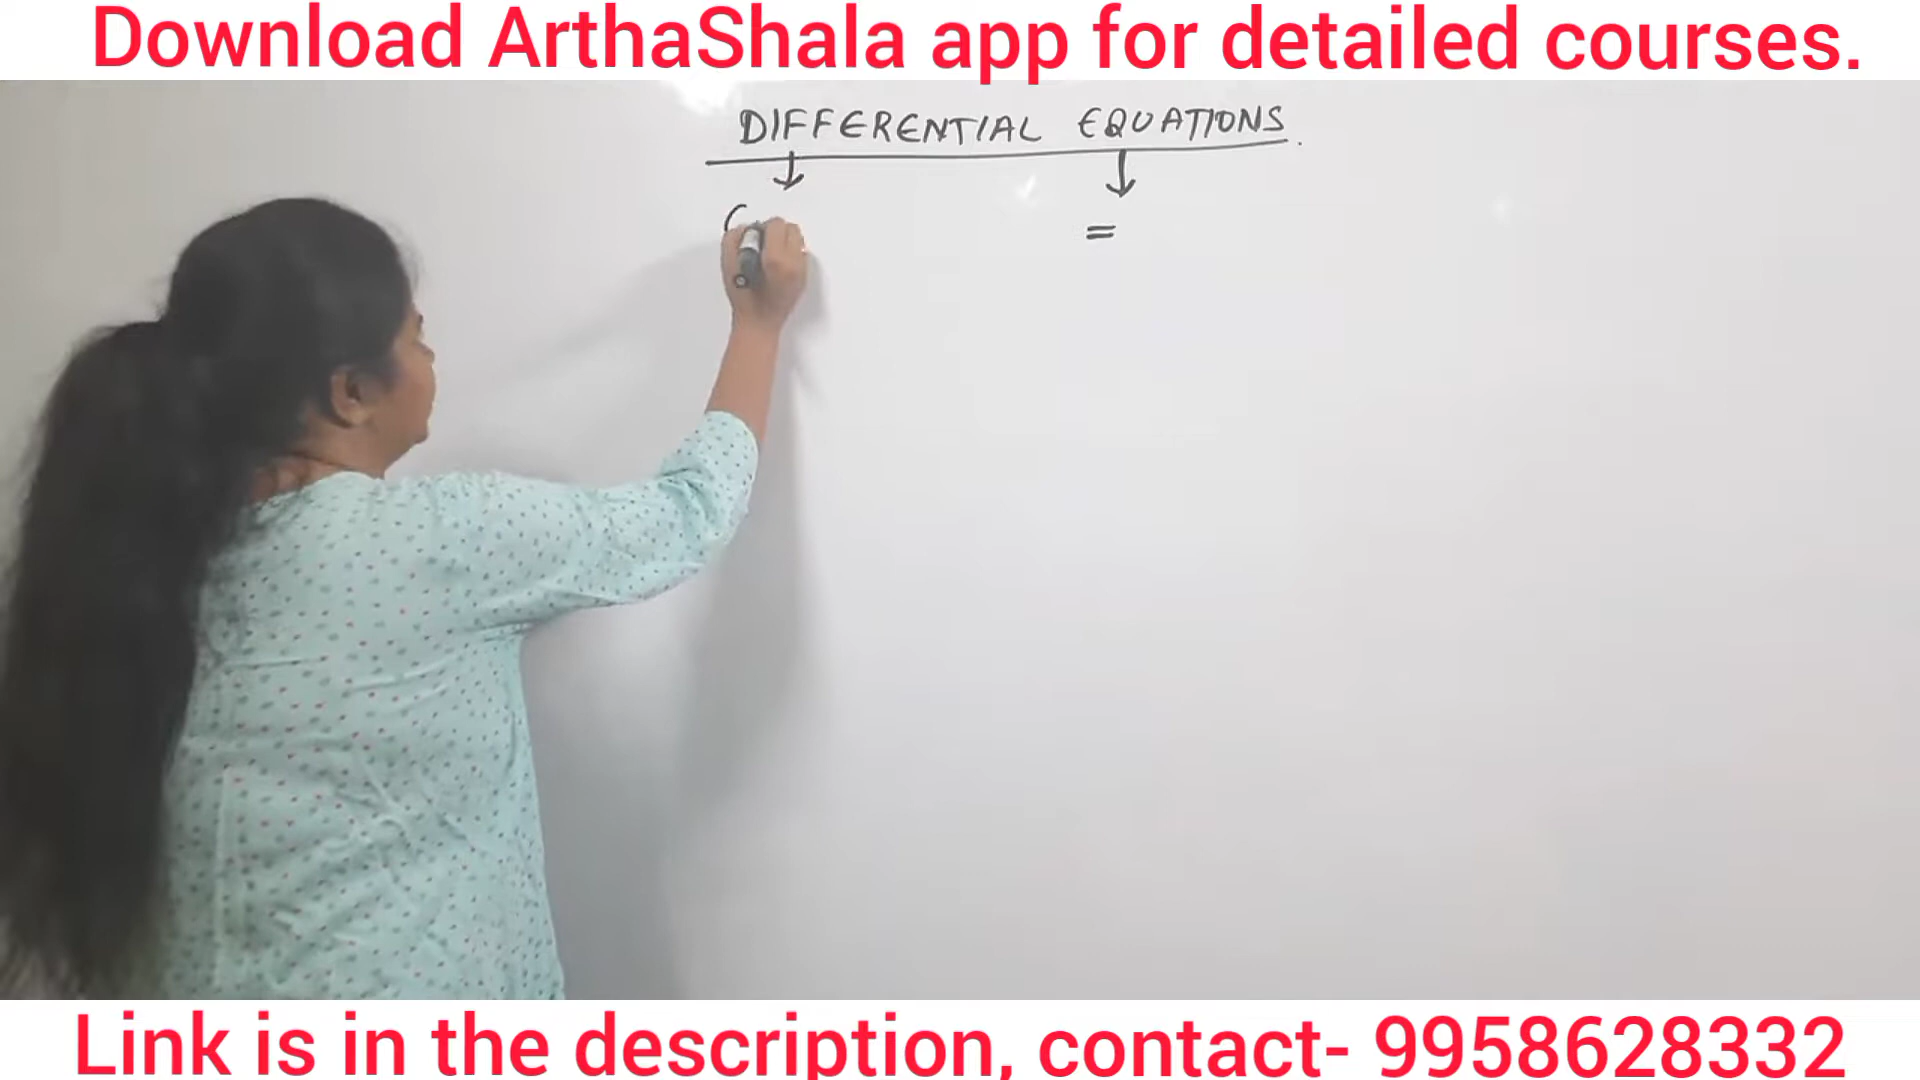 Download ArthaShala app for detailed courses.
DIFFERENTIAL EQUATIONS.
↓ ↓
( =
Link is in the description, contact- 9958628332